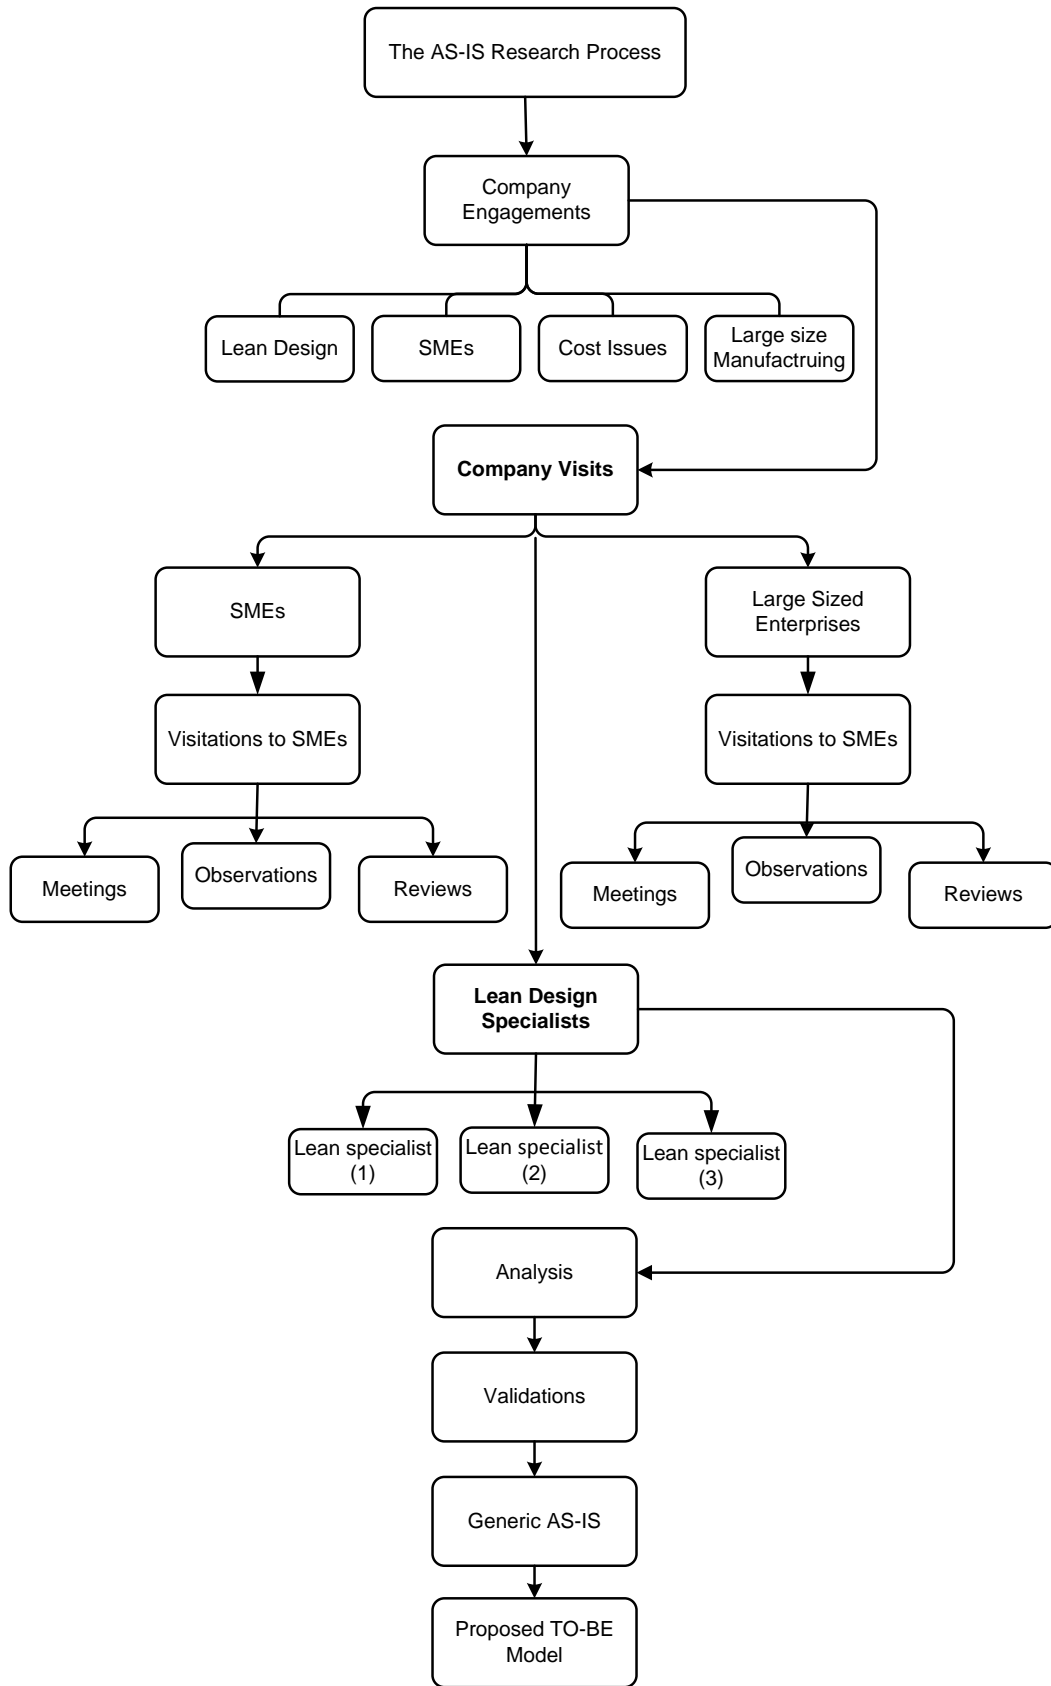 The AS-IS Research Process
Company
Engagements
Lean Design
SMEs
Cost Issues
Large size
Manufactruing
Company Visits
SMEs
Large Sized
Enterprises
Visitations to SMEs
Visitations to SMEs
Meetings
Observations
Reviews
Meetings
Observations
Reviews
Lean Design
Specialists
Lean specialist
(1)
Lean specialist
(2)
Lean specialist
(3)
Analysis
Validations
Generic AS-IS
Proposed TO-BE
Model